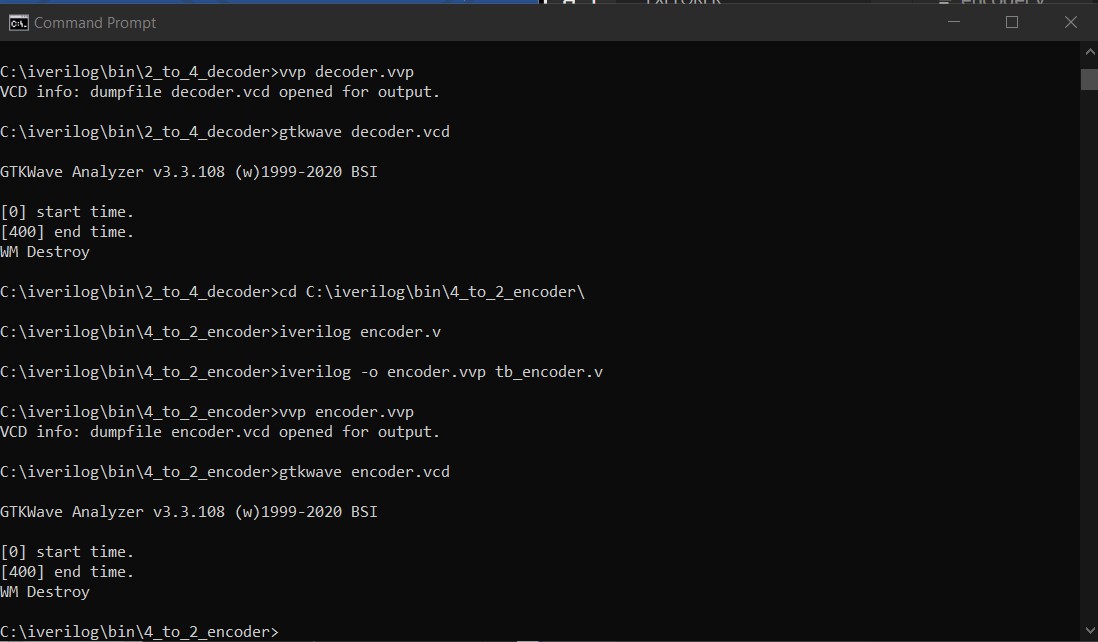 Command Prompt
C:\iverilog\bin\2_to_4_decoder>vvp decoder.vvp
VCD info: dumpfile decoder.vcd opened for output.
C:\iverilog\bin\2_to_4_decoder>gtkwave decoder.vcd
GTKWave Analyzer v3.3.108 (w)1999-2020 BSI
[0] start time.
[400] end time.
WM Destroy
C:\iverilog\bin\2_to_4_decoder>cd C:\iverilog\bin\4_to_2_encoder\
C:\iverilog\bin\4_to_2_encoder>iverilog encoder.v
C:\iverilog\bin\4_to_2_encoder>iverilog -o encoder.vvp tb_encoder.v
C:\iverilog\bin\4_to_2_encoder>vvp encoder.vvp
VCD info: dumpfile encoder.vcd opened for output.
C:\iverilog\bin\4_to_2_encoder>gtkwave encoder.vcd
GTKWave Analyzer v3.3.108 (w)1999-2020 BSI
[0] start time.
[400] end time.
WM Destroy
C:\iverilog\bin\4_to_2_encoder>